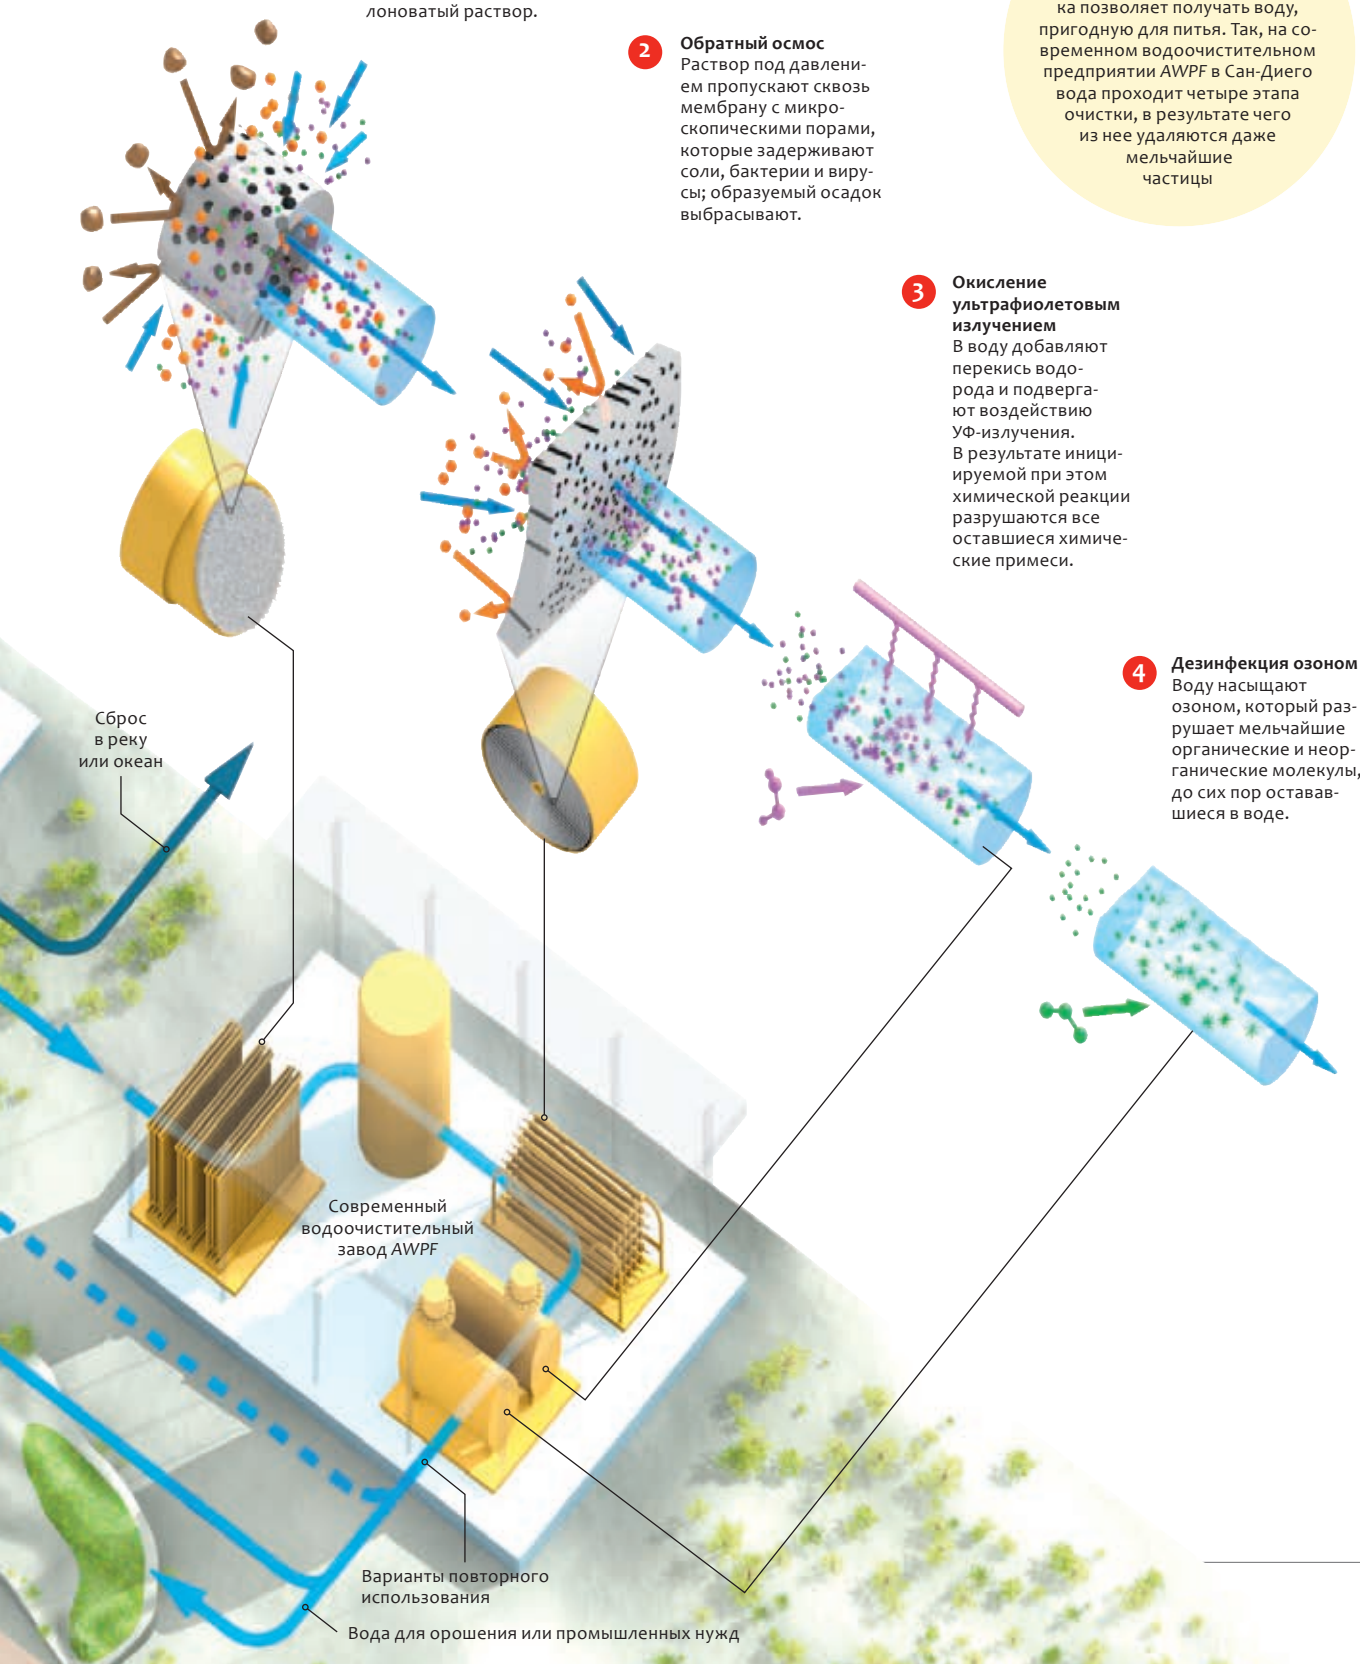 лоноватый раствор.
2
Обратный осмос
Раствор под давлени-
ем пропускают сквозь
мембрану с микро-
скопическими порами,
которые задерживают
соли, бактерии и виру-
сы; образуемый осадок
выбрасывают.
ка позволяет получать воду,
пригодную для питья. Так, на со-
временном водоочистительном
предприятии AWPF в Сан-Диего
вода проходит четыре этапа
очистки, в результате чего
из нее удаляются даже
мельчайшие
частицы
3
Окисление
ультрафиолетовым
излучением
В воду добавляют
перекись водо-
рода и подверга-
ют воздействию
УФ-излучения.
В результате иници-
ируемой при этом
химической реакции
разрушаются все
оставшиеся химиче-
ские примеси.
4
Дезинфекция озоном
Воду насыщают
озоном, который раз-
рушает мельчайшие
органические и неор-
ганические молекулы,
до сих пор оставав-
шиеся в воде.
Сброс
в реку
или океан
Современный
водоочистительный
завод AWPF
Варианты повторного
использования
Вода для орошения или промышленных нужд